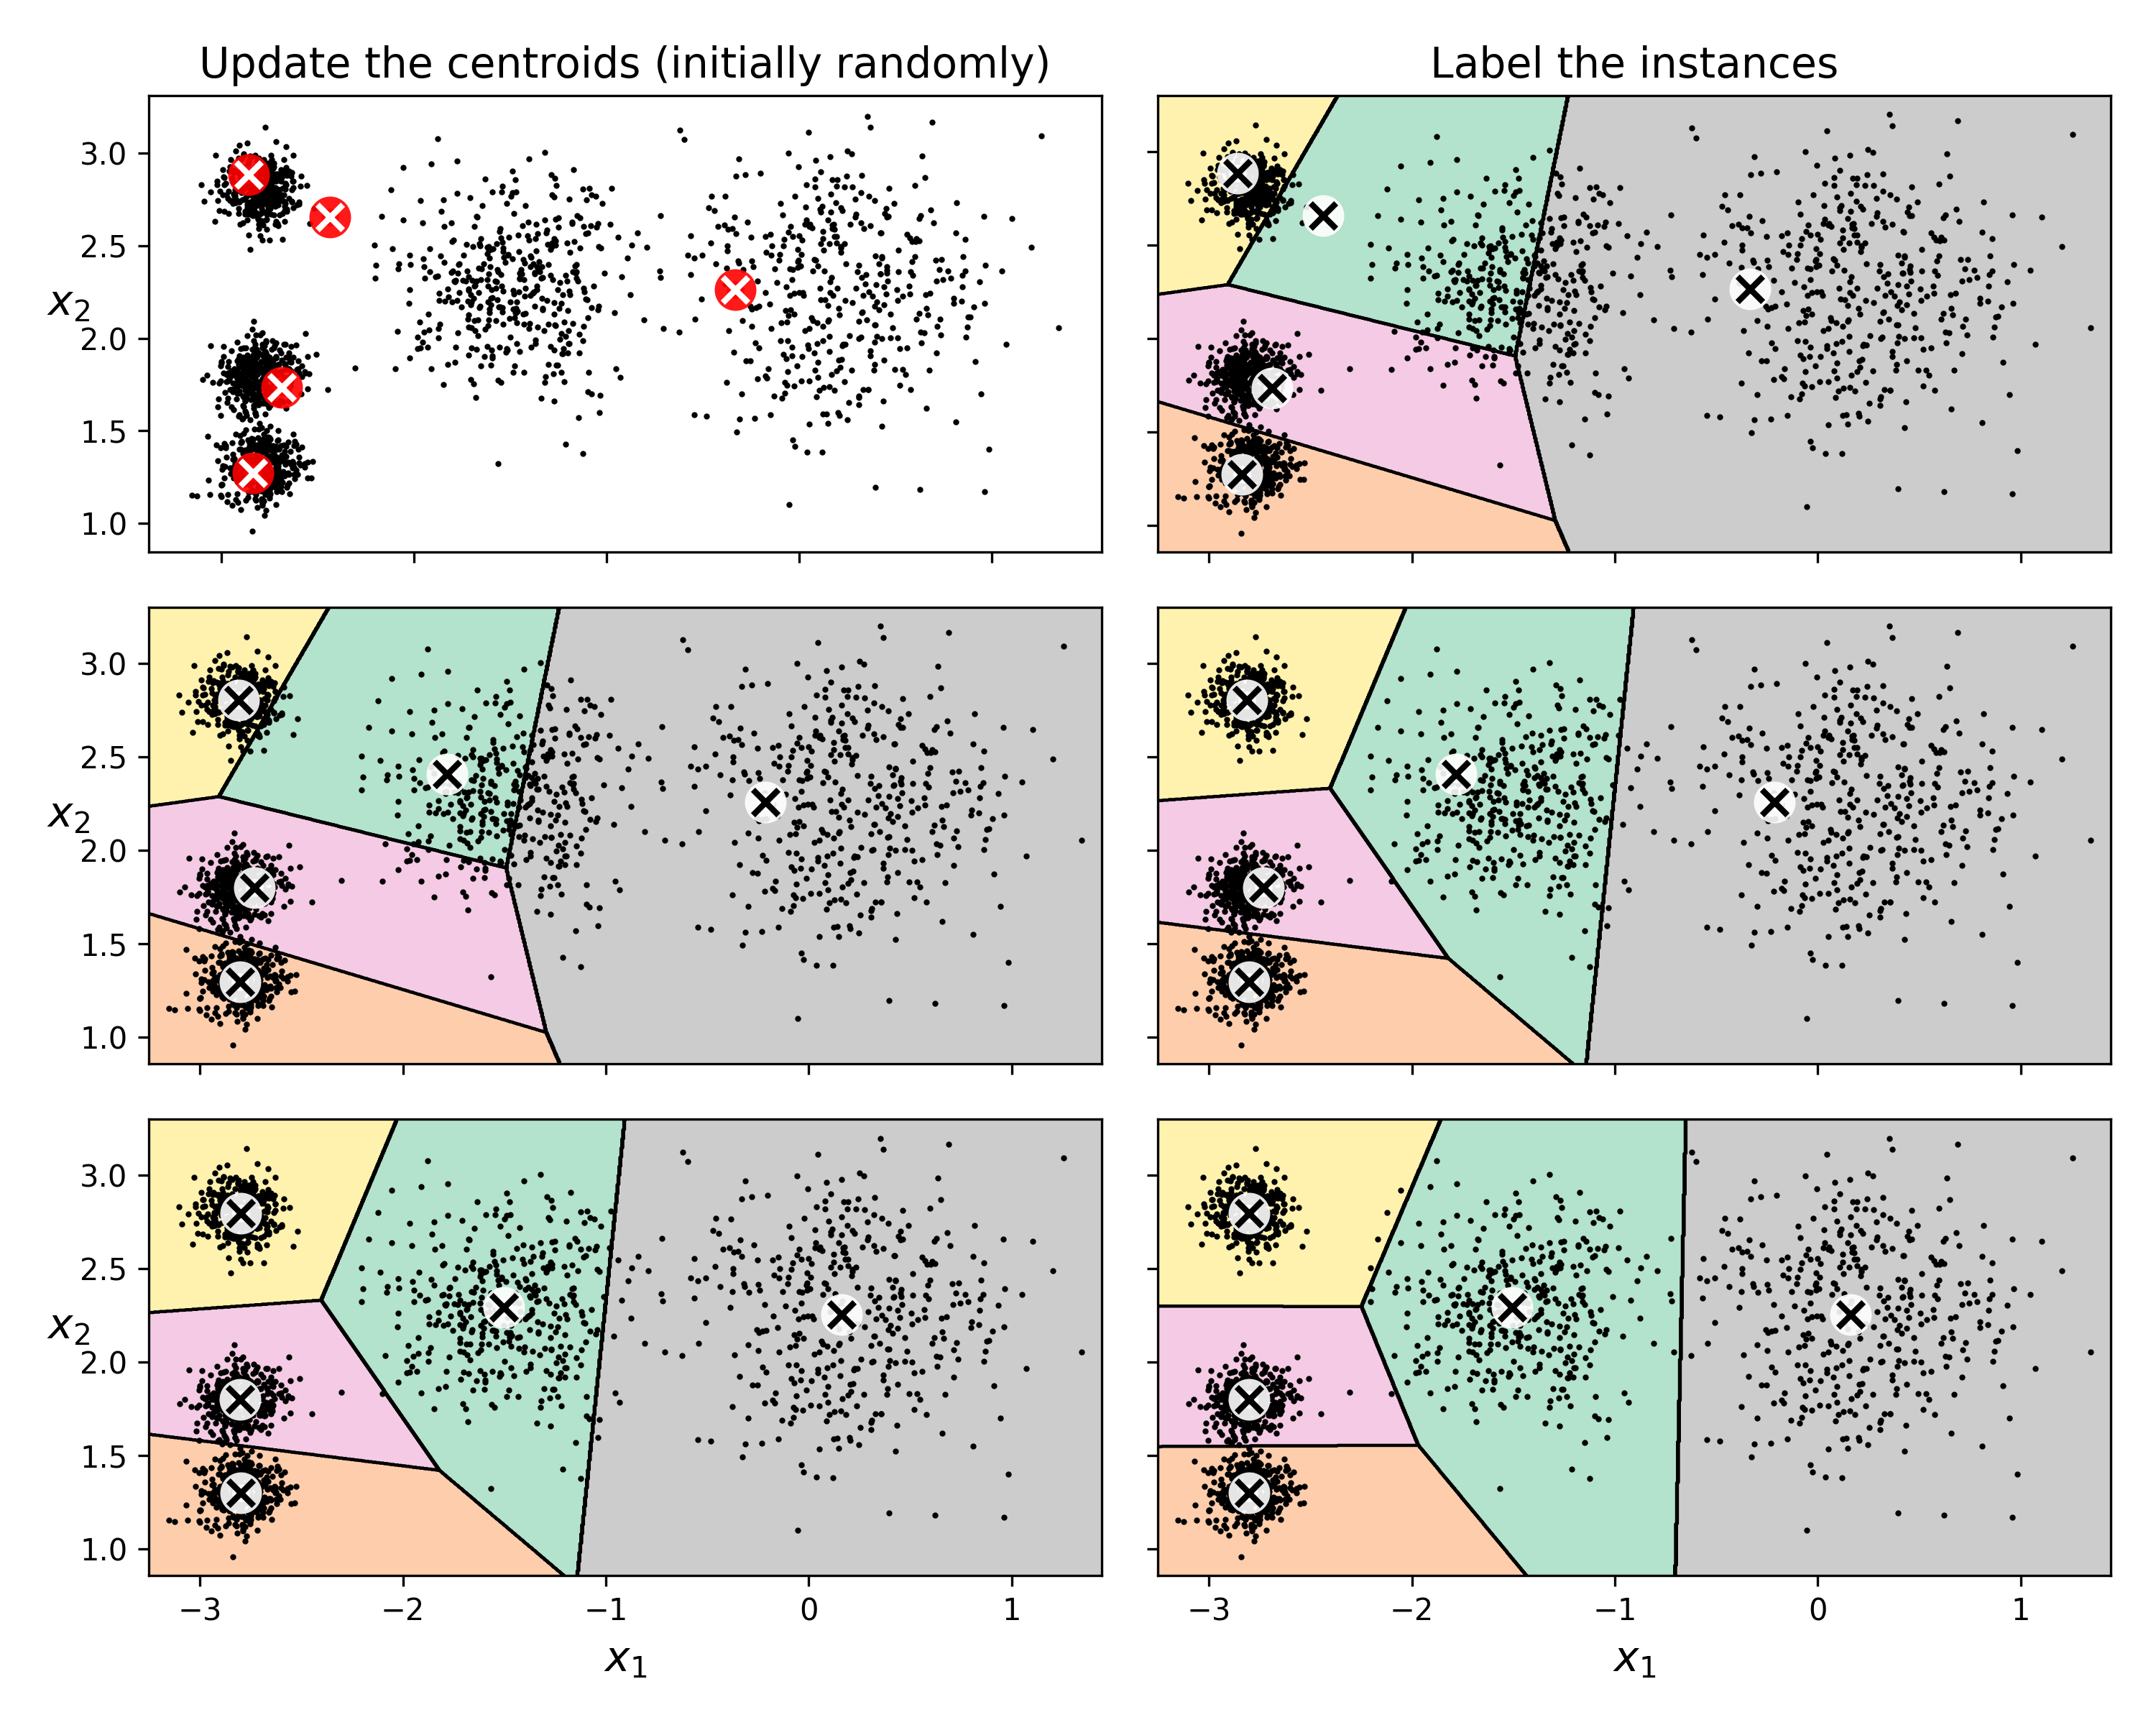 Update the centroids (initially randomly)
Label the instances
3.0
2.5
x₂
2.0
1.5
1.0
3.0
2.5
x₂
2.0
1.5
1.0
3.0
2.5
x₂
2.0
1.5
1.0
−3 −2 −1 0 1
−3 −2 −1 0 1
x₁
x₁